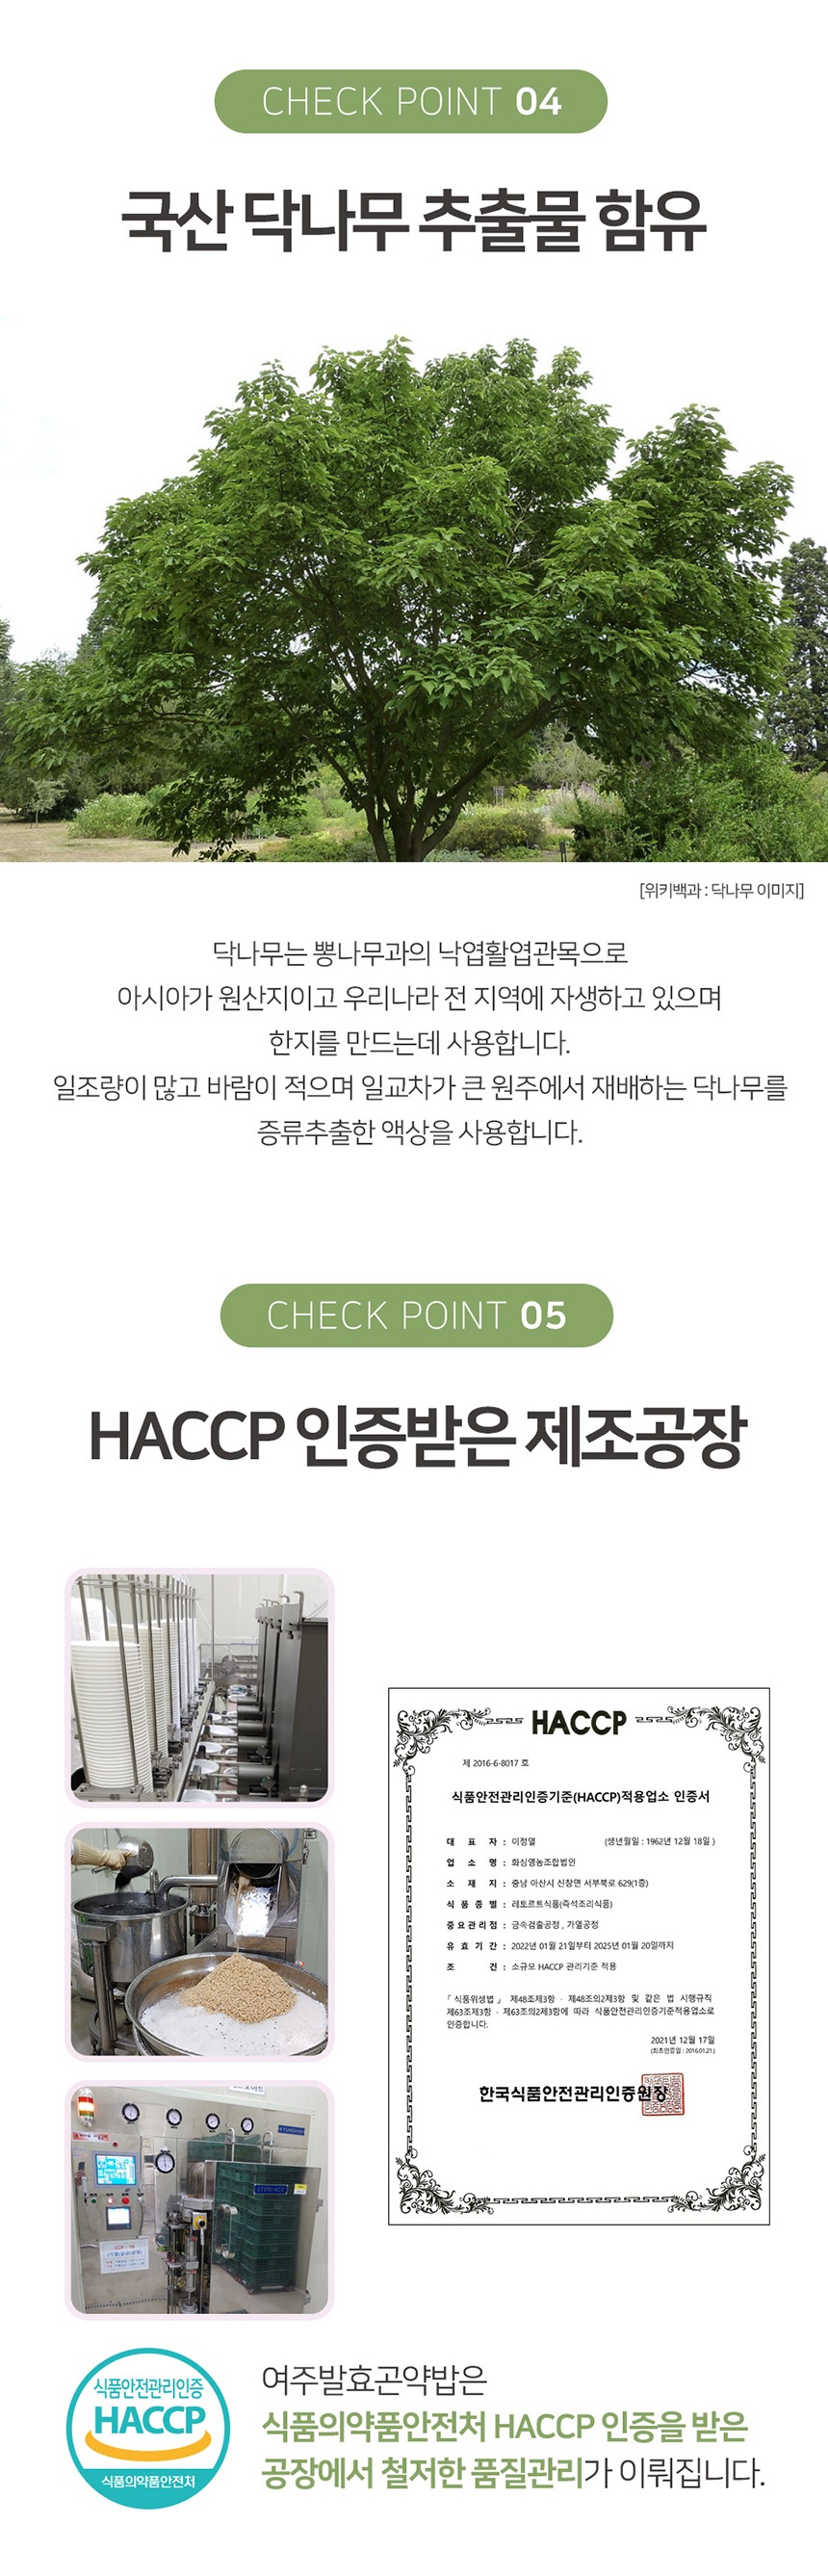 CHECK POINT 04
국산 닥나무 추출물 함유
[위키백과 : 닥나무 이미지]
닥나무는 뽕나무과의 낙엽활엽관목으로
아시아가 원산지이고 우리나라 전 지역에 자생하고 있으며
한지를 만드는데 사용합니다.
일조량이 많고 바람이 적으며 일교차가 큰 원주에서 재배하는 닥나무를
증류추출한 액상을 사용합니다.
CHECK POINT 05
HACCP 인증받은 제조공장
HACCP
제 2016-6-8017 호
식품안전관리인증기준(HACCP)적용업소 인증서
대 표 자 : 이정열 (생년월일 : 1962년 12월 18일 )
업 소 명 : 화심영농조합법인
소 재 지 : 충남 아산시 신창면 서부북로 629(1층)
식 품 종 별 : 레토르트식품(즉석조리식품)
중요관리점 : 금속검출공정 , 가열공정
유 효 기 간 : 2022년 01월 21일부터 2025년 01월 20일까지
조 건 : 소규모 HACCP 관리기준 적용
「 식품위생법 」 제48조제3항 · 제48조의2제3항 및 같은 법 시행규칙
제63조제3항 · 제63조의2제3항에 따라 식품안전관리인증기준적용업소로
인증합니다.
2021년 12월 17일
(최초인증일 : 2016.01.21.)
한국식품안전관리인증원장
식품안전관리인증
HACCP
식품의약품안전처
여주발효곤약밥은
식품의약품안전처 HACCP 인증을 받은
공장에서 철저한 품질관리가 이뤄집니다.